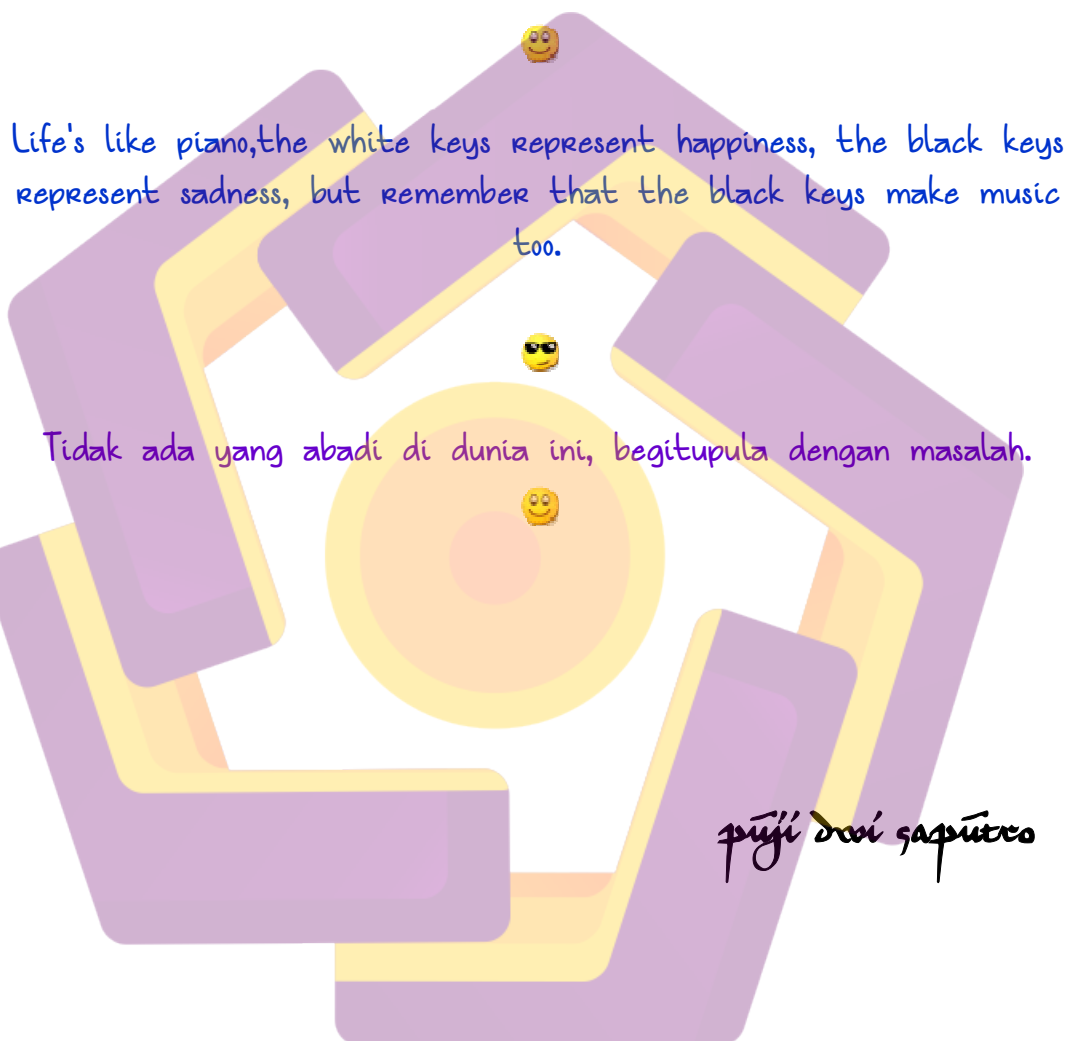 Life's like piano,the white keys represent happiness, the black keys
represent sadness, but remember that the black keys make music
too.
Tidak ada yang abadi di dunia ini, begitupula dengan masalah.
puji dwi saputro